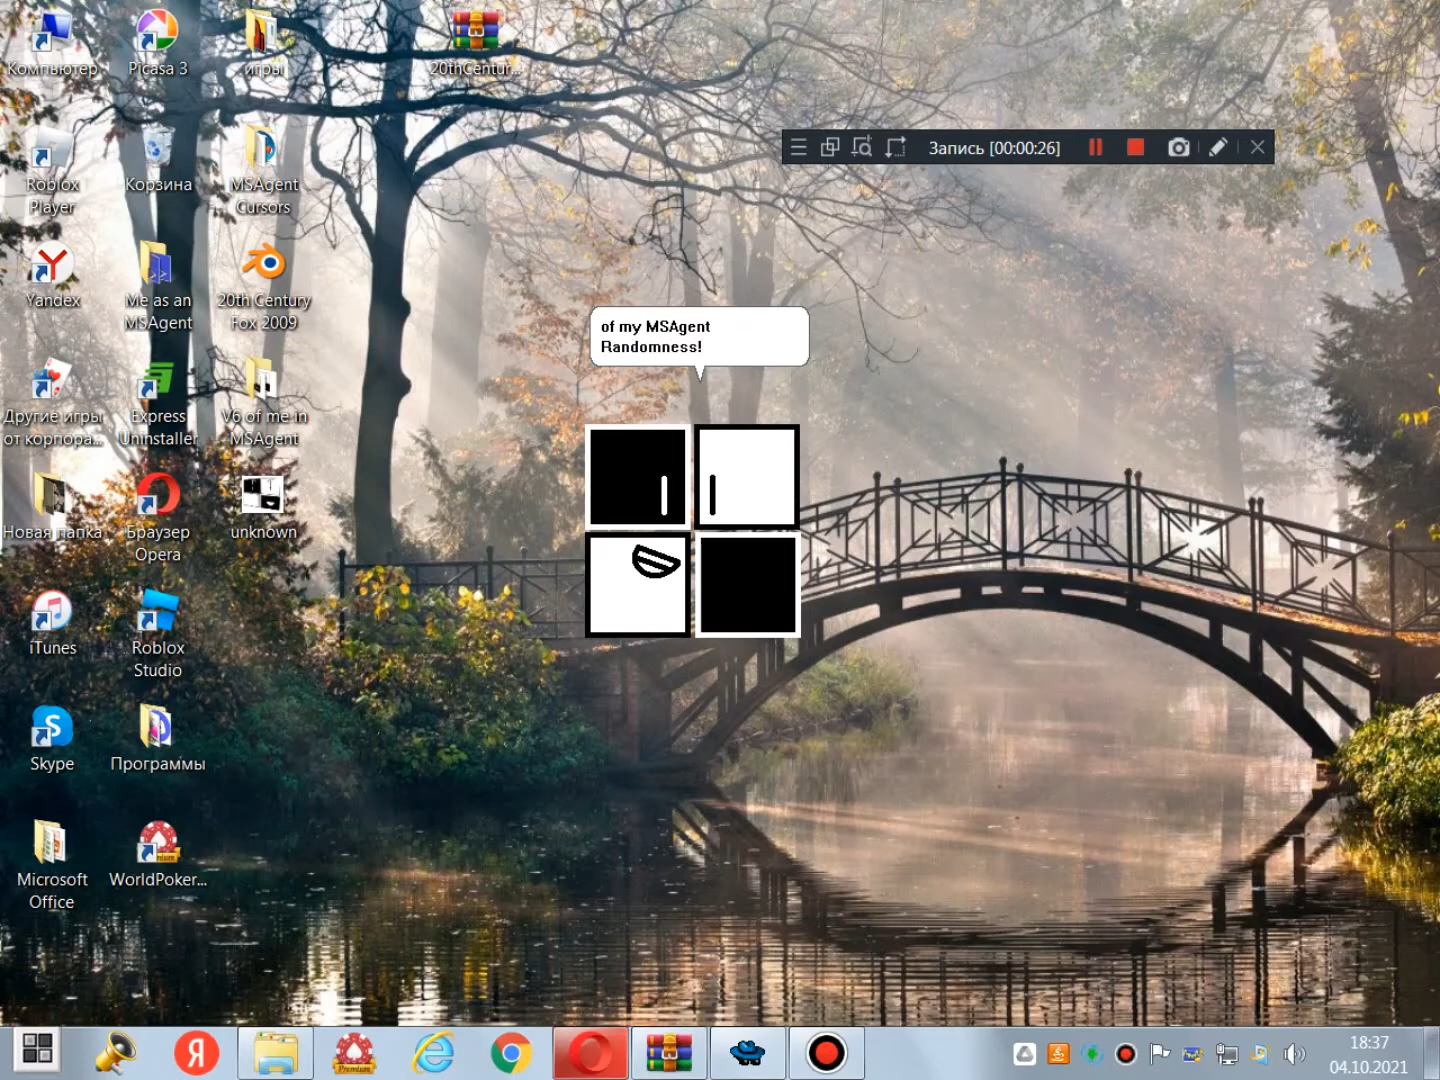 Компьютер
Picasa 3
игры
20thCentur...
Запись [00:00:26]
Roblox
Player
Корзина
MSAgent
Cursors
Yandex
Me as an
MSAgent
20th Century
Fox 2009
of my MSAgent
Randomness!
Другие игры
от корпора...
Express
Uninstaller
V6 of me in
MSAgent
Новая папка
Браузер
Opera
unknown
iTunes
Roblox
Studio
Skype
Программы
Microsoft
Office
WorldPoker...
Я
Premium
18:37
04.10.2021